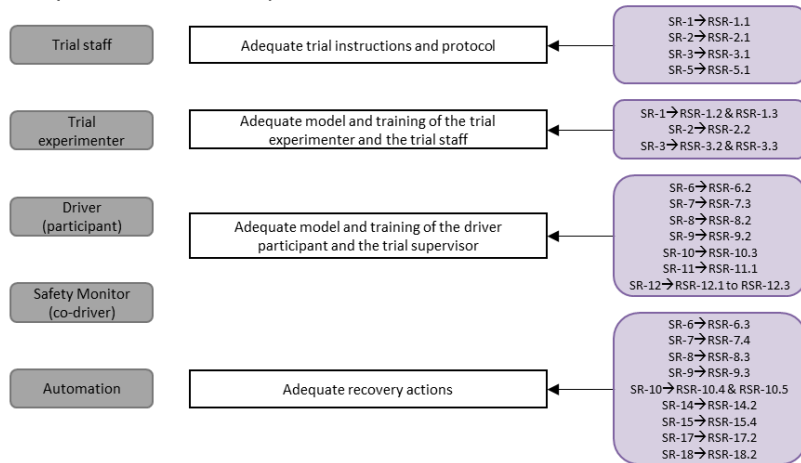 Trial staff
Adequate trial instructions and protocol
SR-1→RSR-1.1
SR-2→RSR-2.1
SR-3→RSR-3.1
SR-5→RSR-5.1
Trial
experimenter
Adequate model and training of the trial
experimenter and the trial staff
SR-1→RSR-1.2 & RSR-1.3
SR-2→RSR-2.2
SR-3→RSR-3.2 & RSR-3.3
Driver
(participant)
Adequate model and training of the driver
participant and the trial supervisor
SR-6→RSR-6.2
SR-7→RSR-7.3
SR-8→RSR-8.2
SR-9→RSR-9.2
SR-10→RSR-10.3
SR-11→RSR-11.1
SR-12→RSR-12.1 to RSR-12.3
Safety Monitor
(co-driver)
Automation
Adequate recovery actions
SR-6→RSR-6.3
SR-7→RSR-7.4
SR-8→RSR-8.3
SR-9→RSR-9.3
SR-10→RSR-10.4 & RSR-10.5
SR-14→RSR-14.2
SR-15→RSR-15.4
SR-17→RSR-17.2
SR-18→RSR-18.2